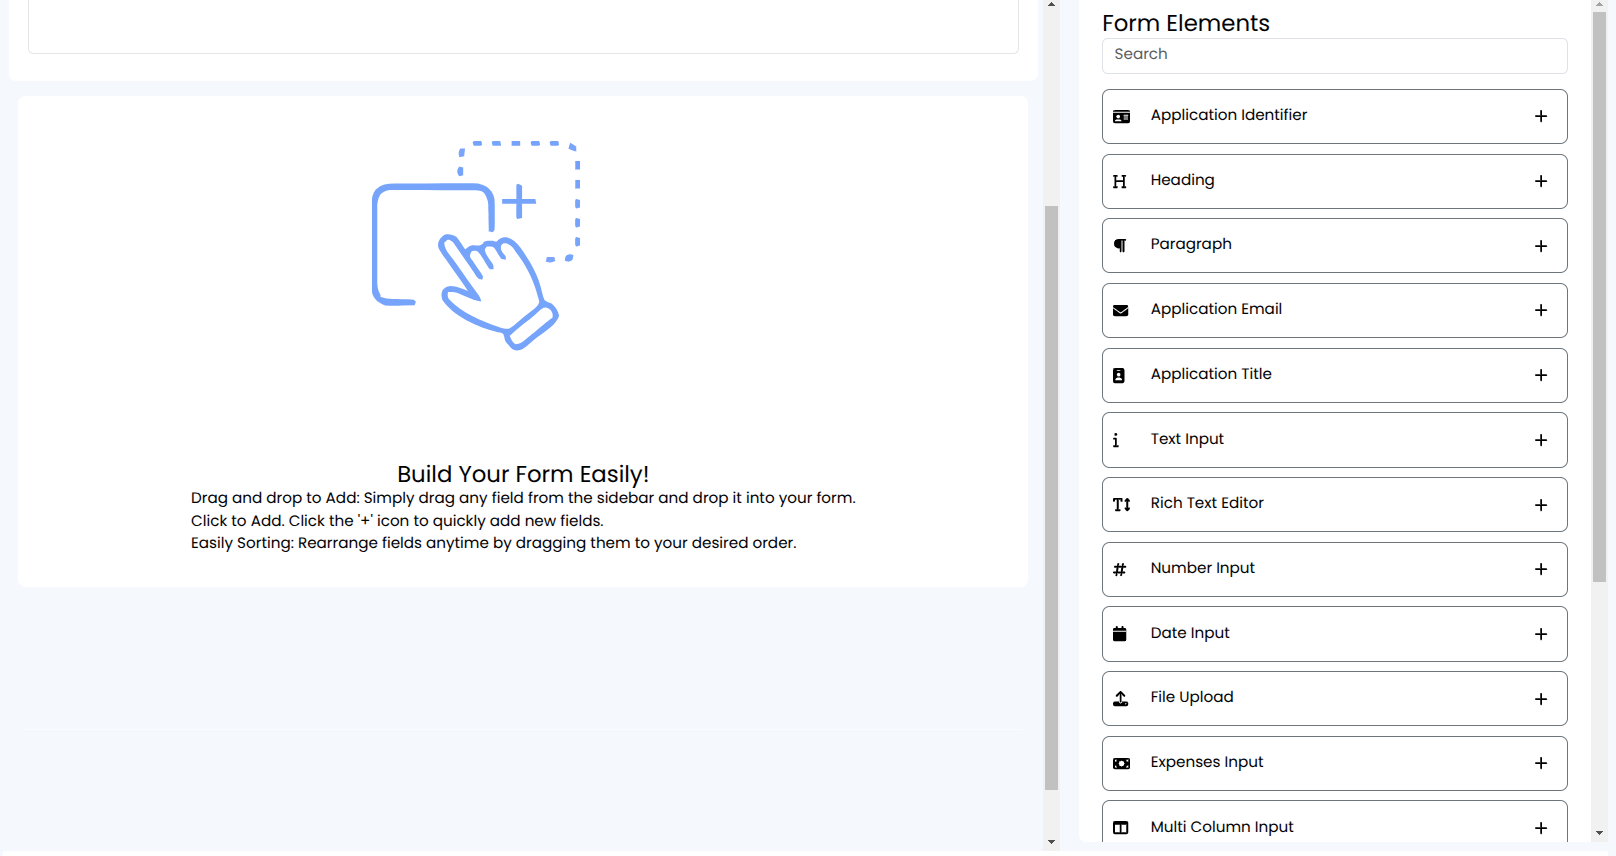 Build Your Form Easily!
Drag and drop to Add: Simply drag any field from the sidebar and drop it into your form.
Click to Add. Click the '+' icon to quickly add new fields.
Easily Sorting: Rearrange fields anytime by dragging them to your desired order.
Form Elements
Search
Application Identifier
Heading
Paragraph
Application Email
Application Title
Text Input
Rich Text Editor
Number Input
Date Input
File Upload
Expenses Input
Multi Column Input